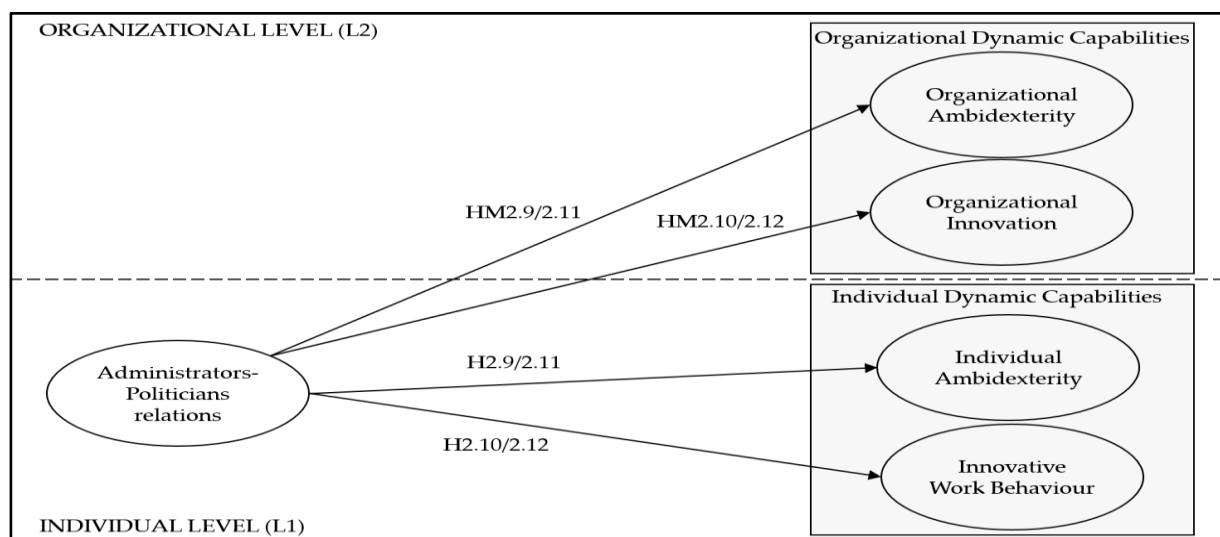 ORGANIZATIONAL LEVEL (L2)
Organizational Dynamic Capabilities
Organizational
Ambidexterity
HM2.9/2.11
HM2.10/2.12
Organizational
Innovation
Individual Dynamic Capabilities
Administrators-
Politicians
relations
H2.9/2.11
Individual
Ambidexterity
H2.10/2.12
Innovative
Work Behaviour
INDIVIDUAL LEVEL (L1)